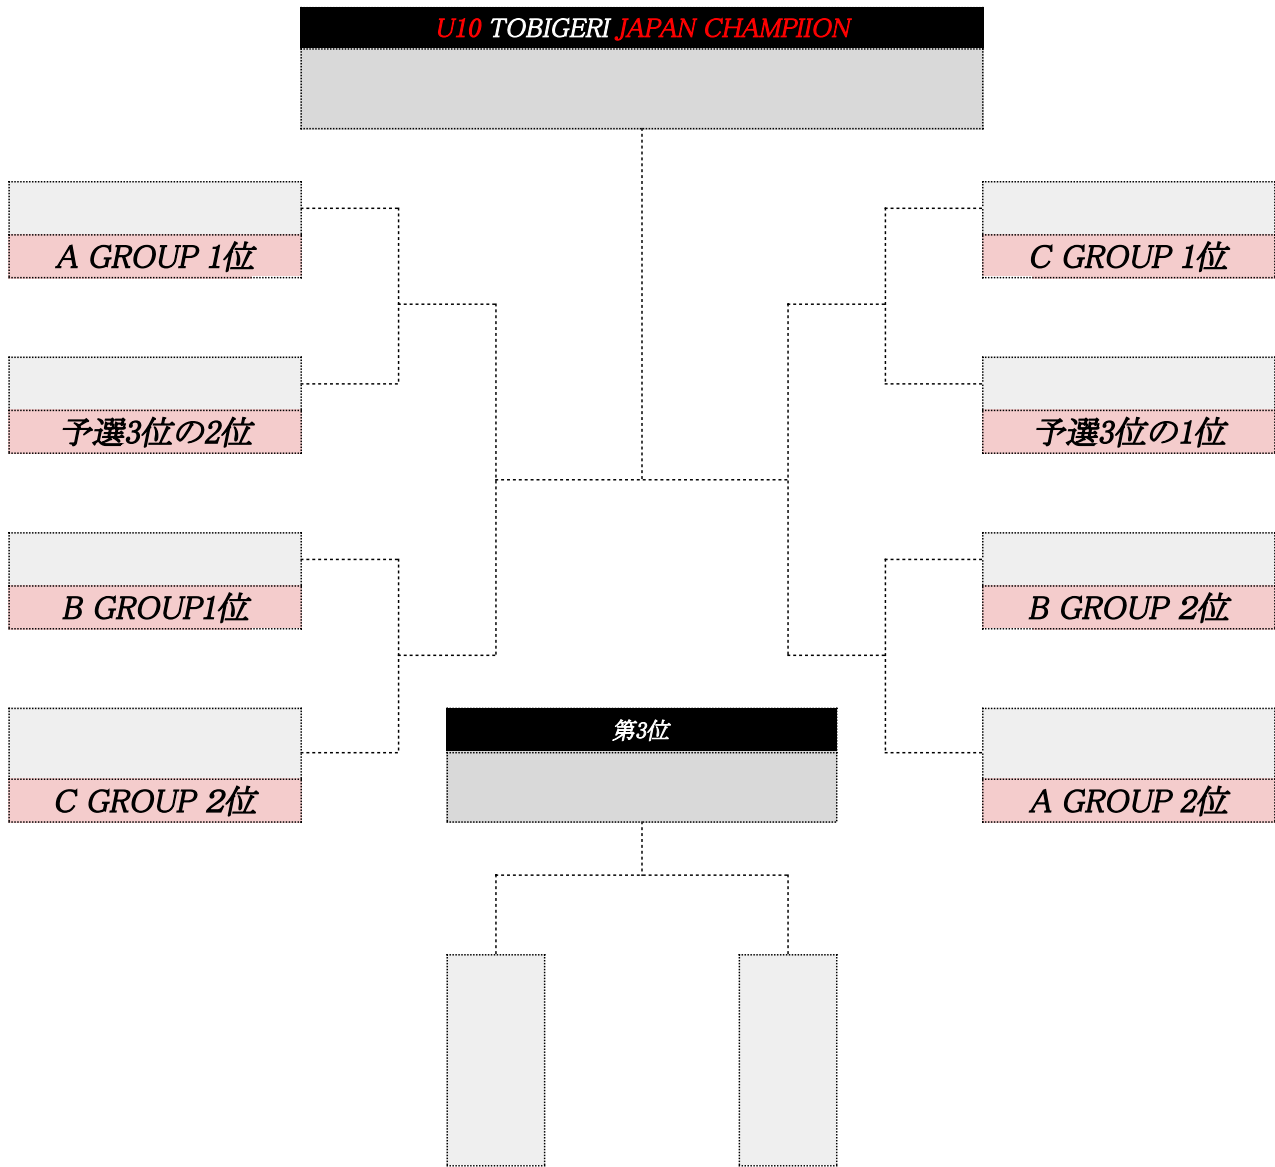 U10 TOBIGERI JAPAN CHAMPIION
A GROUP 1位
C GROUP 1位
予選3位の2位
予選3位の1位
B GROUP1位
B GROUP 2位
第3位
C GROUP 2位
A GROUP 2位